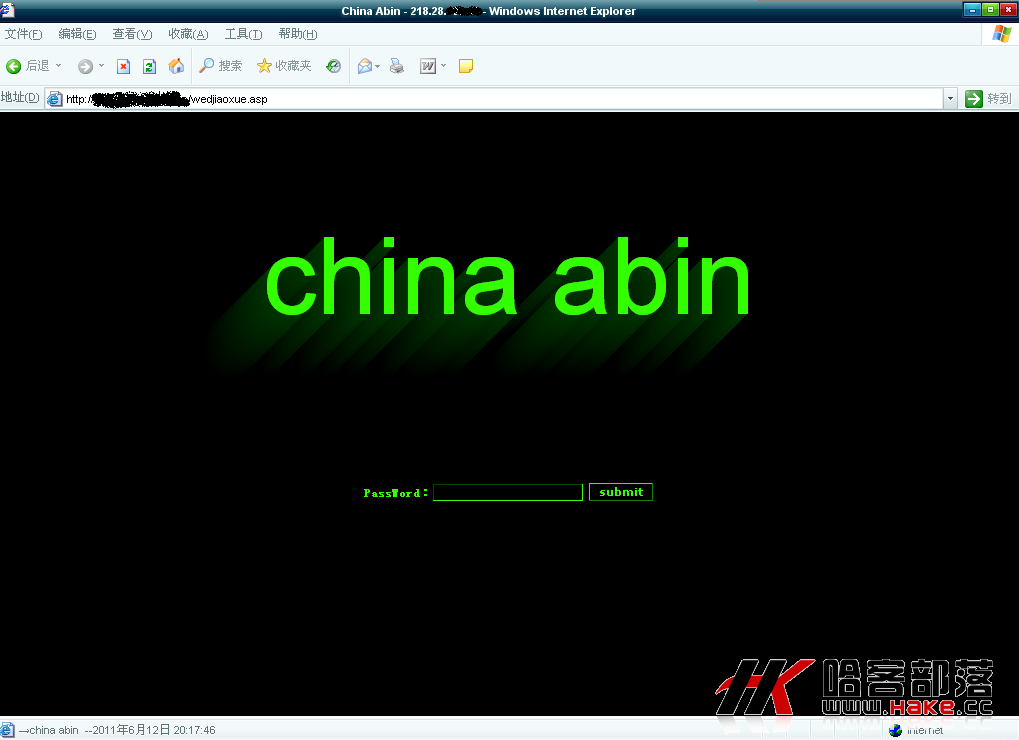 China Abin - 218.28. - Windows Internet Explorer
文件(F) 编辑(E) 查看(V) 收藏(A) 工具(T) 帮助(H)
后退 搜索 收藏夹 W
地址(D) http:/ /wedjiaoxue.asp 转到
china abin
PassWord: submit
HK 哈客部落
www.HAKE.CC
→china abin --2011年6月12日 20:17:46 Internet